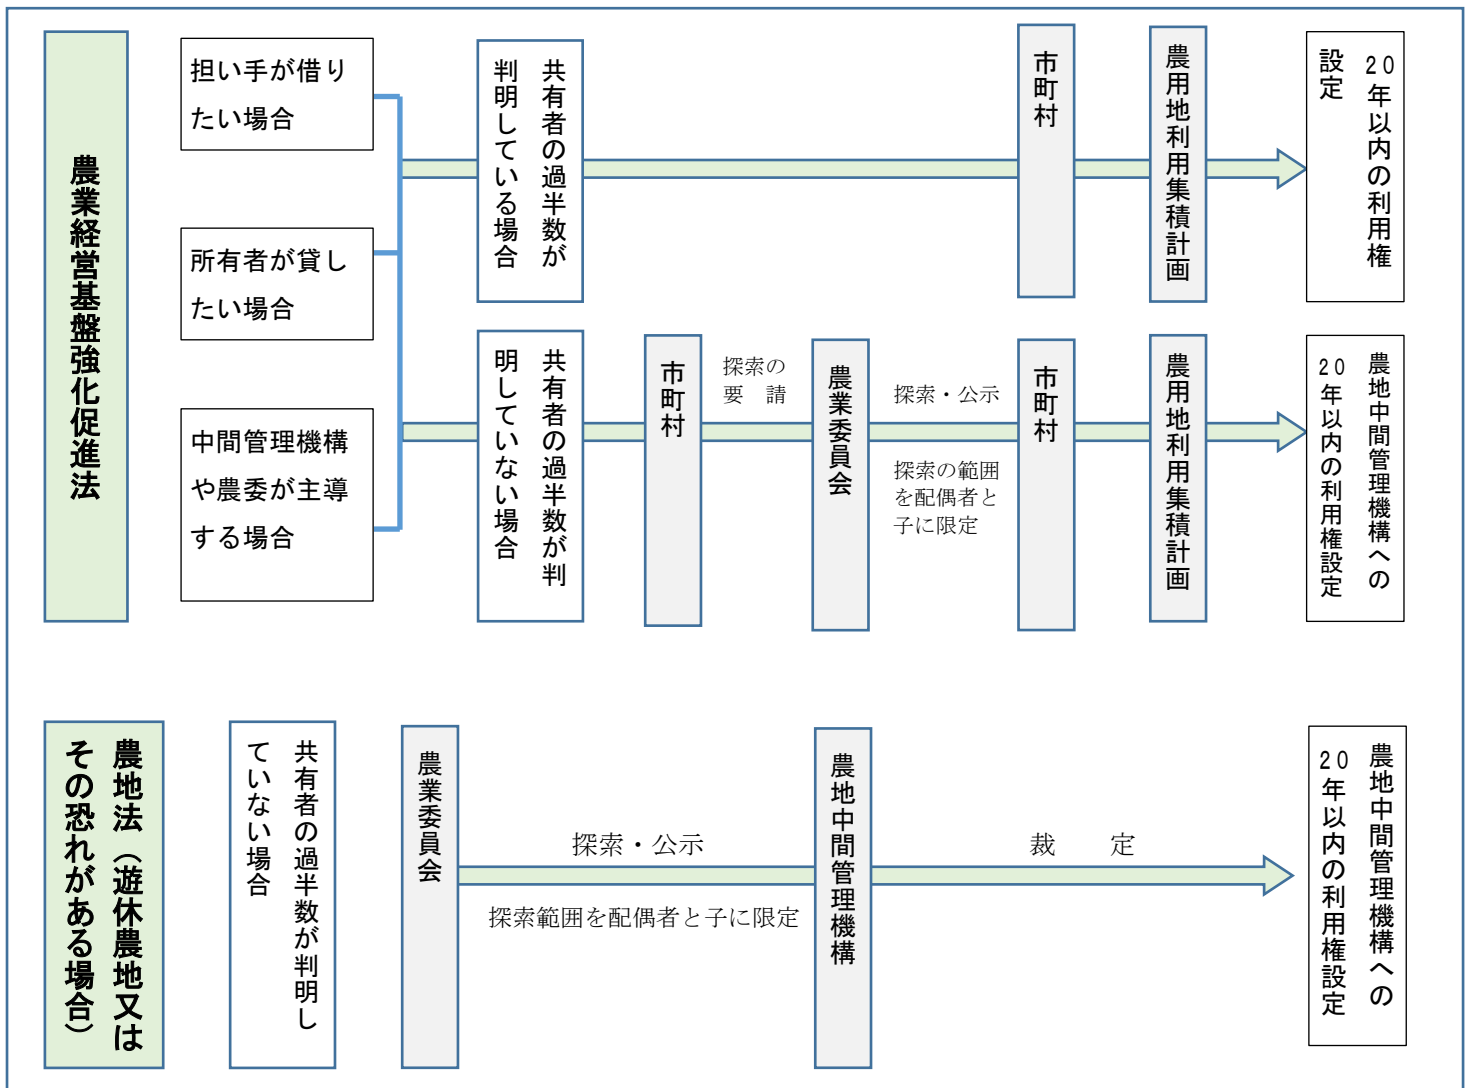 農業経営基盤強化促進法
担い手が借り
たい場合
所有者が貸し
たい場合
中間管理機構
や農委が主導
する場合
共有者の過半数が
判明している場合
市町村
農用地利用集積計画
20年以内の利用権
設定
共有者の過半数が判
明していない場合
市町村
探索の
要　請
農業委員会
探索・公示
探索の範囲
を配偶者と
子に限定
市町村
農用地利用集積計画
農地中間管理機構への
20年以内の利用権設定
農地法（遊休農地又は
その恐れがある場合）
共有者の過半数が判明し
ていない場合
農業委員会
探索・公示
探索範囲を配偶者と子に限定
農地中間管理機構
裁　　定
農地中間管理機構への
20年以内の利用権設定